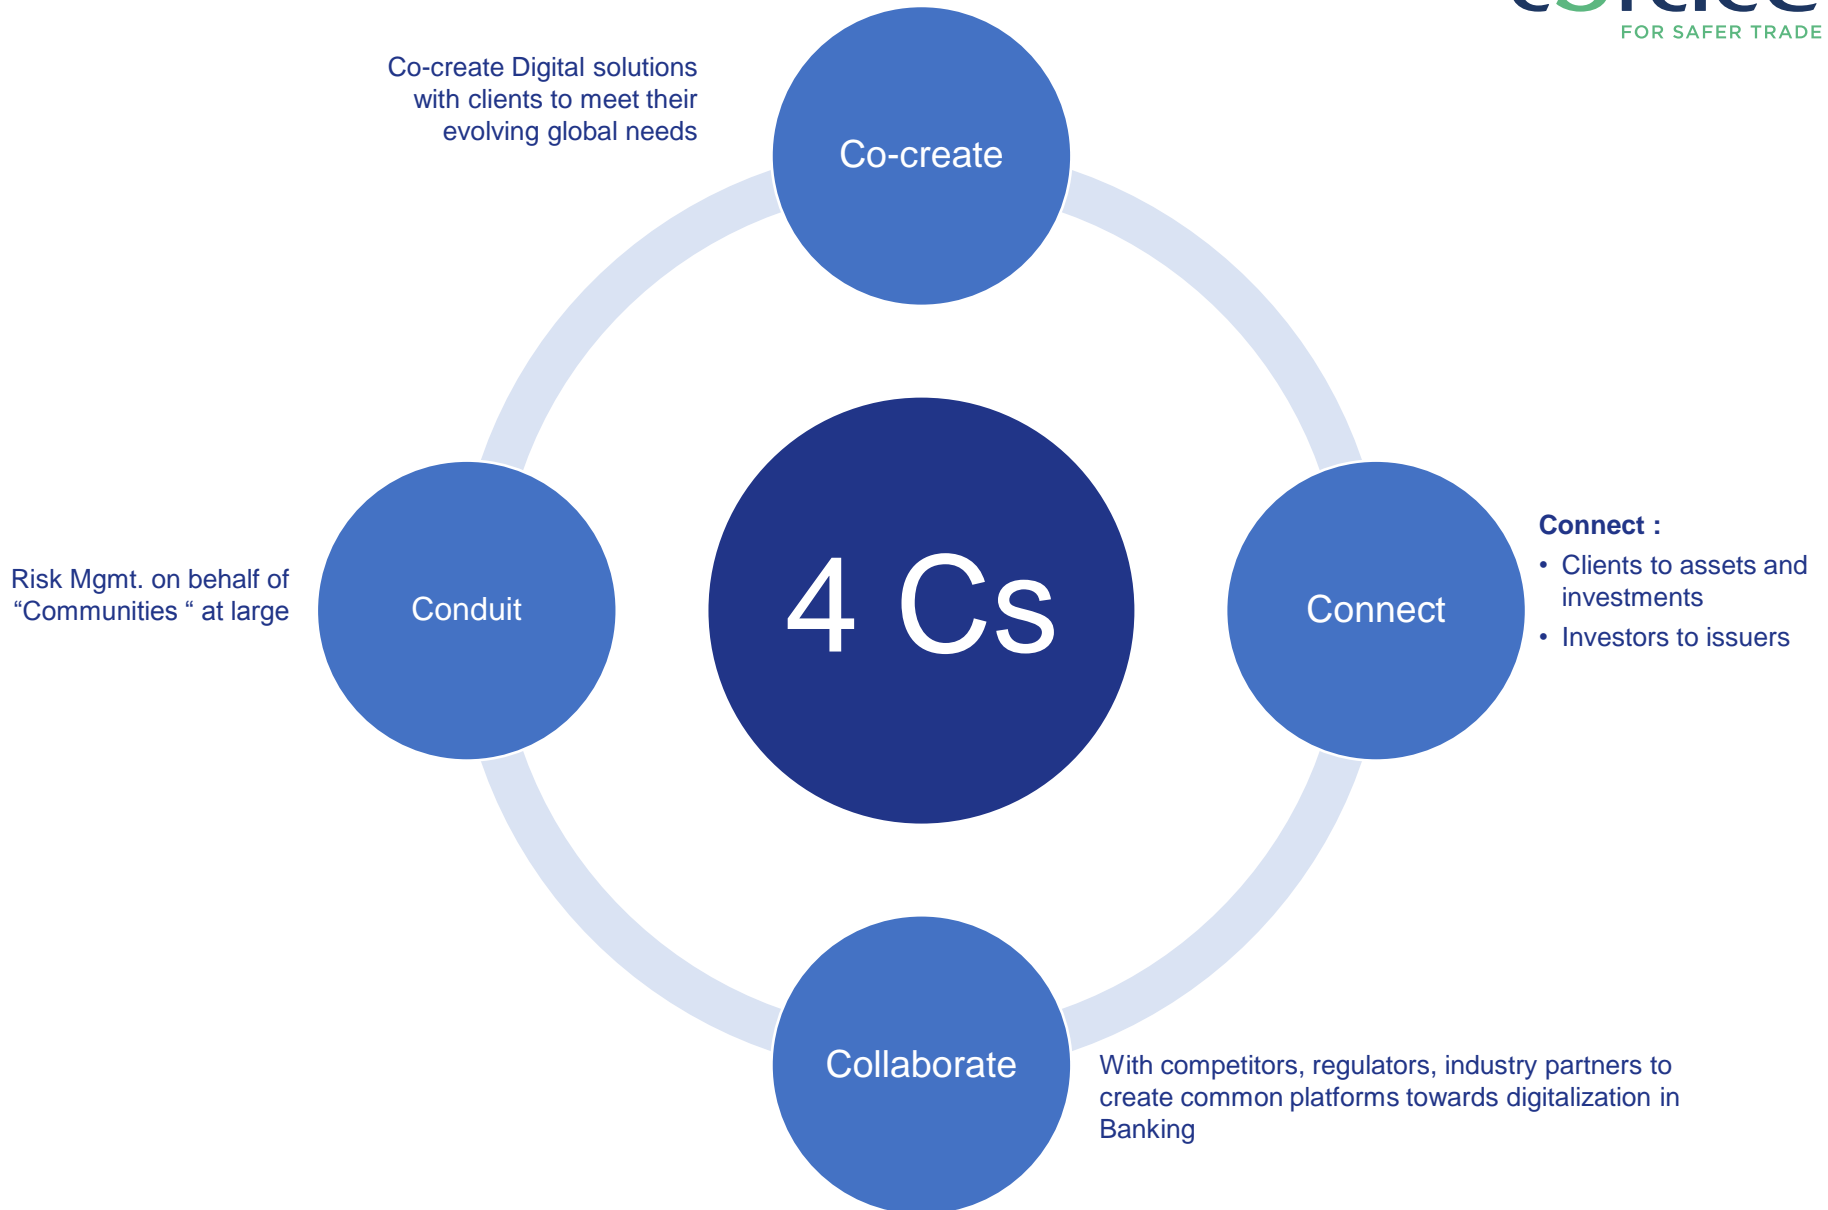 FOR SAFER TRADE
Co-create Digital solutions
with clients to meet their
evolving global needs
Co-create
Connect :
• Clients to assets and
investments
• Investors to issuers
Connect
4 Cs
Conduit
Risk Mgmt. on behalf of
“Communities “ at large
Collaborate
With competitors, regulators, industry partners to
create common platforms towards digitalization in
Banking